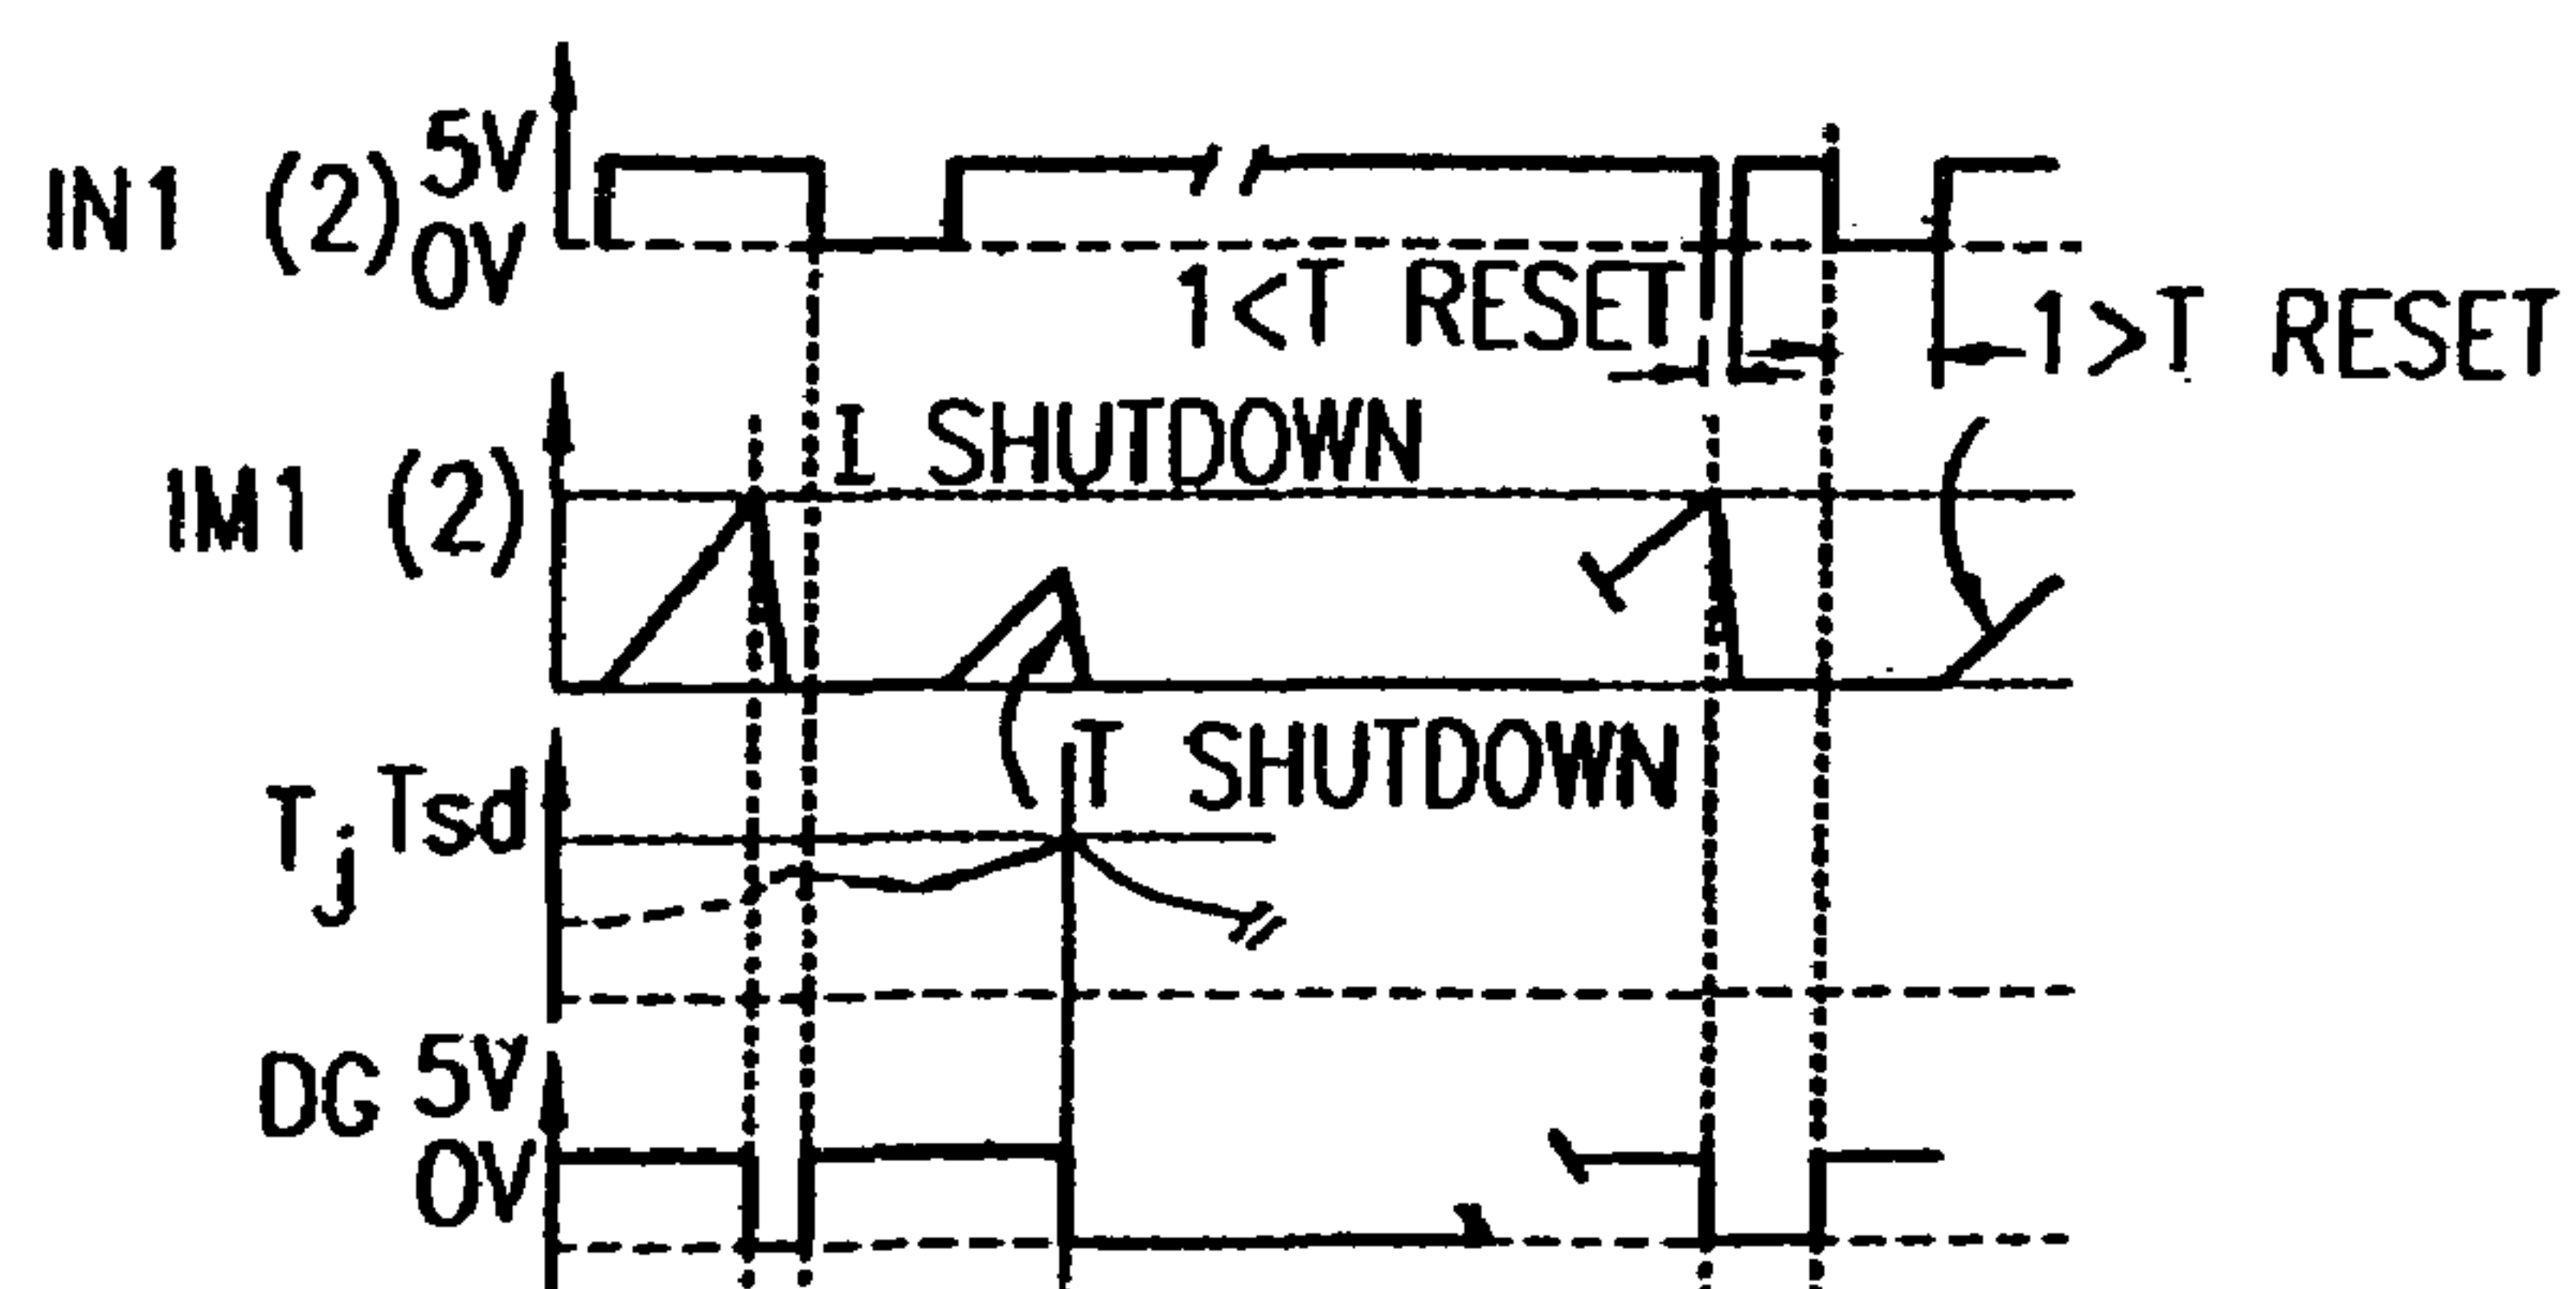 IN1 (2) 5V
0V
1<T RESET
1>T RESET
I SHUTDOWN
IM1 (2)
T SHUTDOWN
Tj Tsd
DG 5V
0V